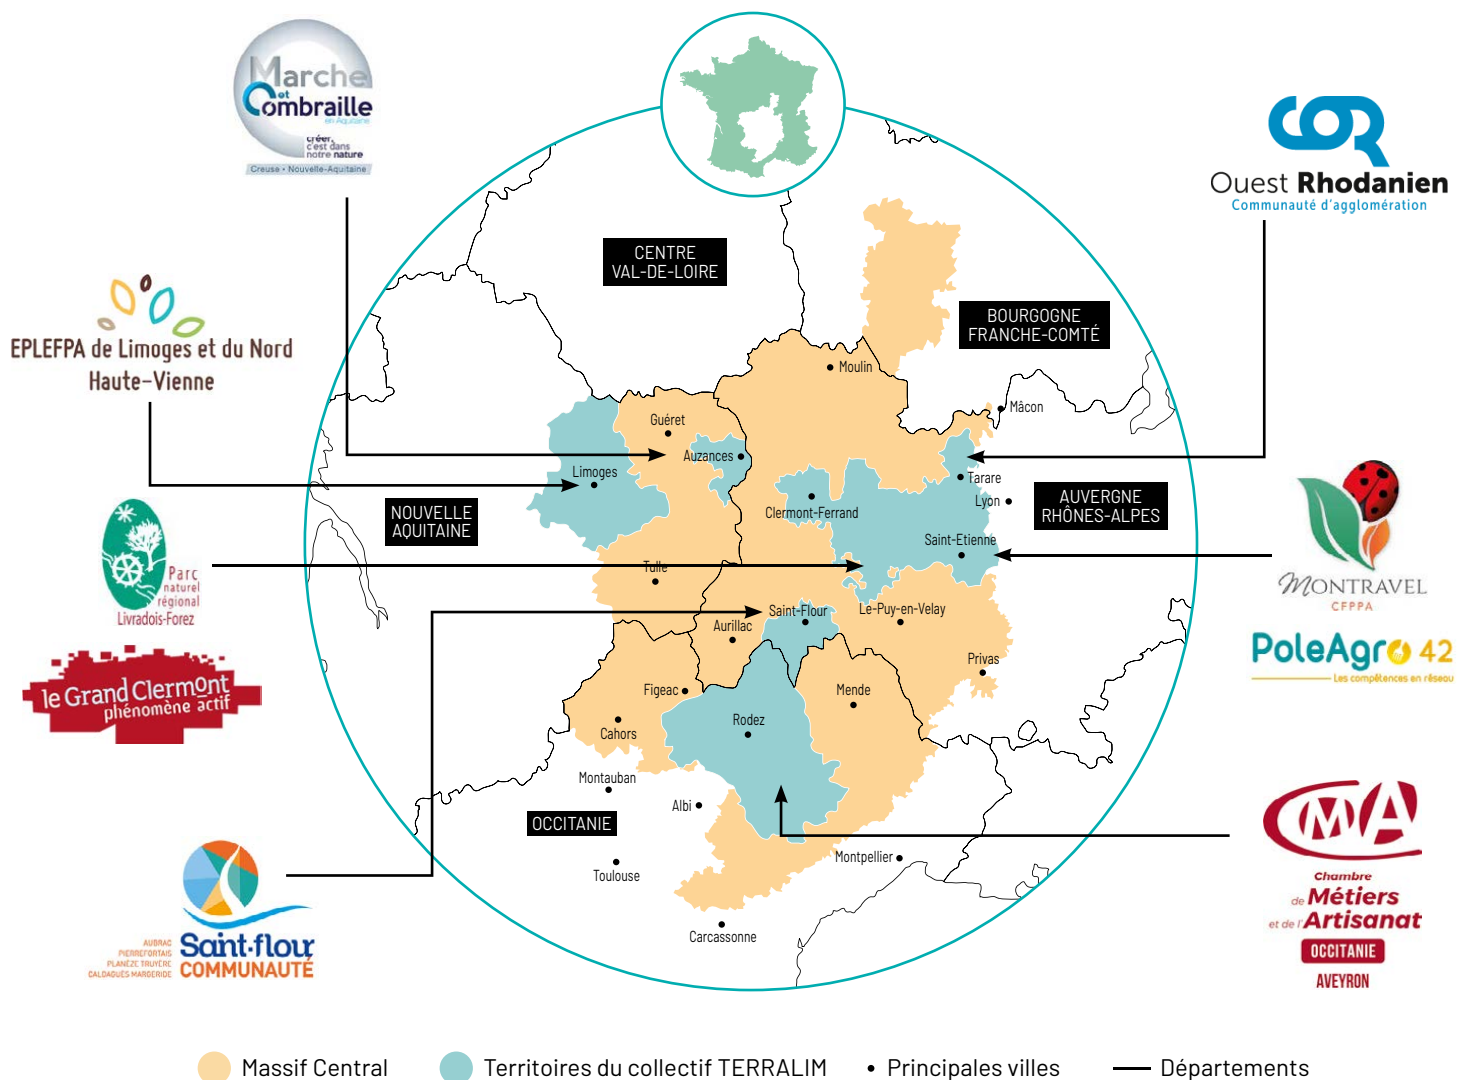 Marche
et
Combraille
en Aquitaine
créer,
c'est dans
notre nature
Creuse • Nouvelle-Aquitaine
COR
Ouest Rhodanien
Communauté d'agglomération
CENTRE
VAL-DE-LOIRE
BOURGOGNE
FRANCHE-COMTÉ
EPLEFPA de Limoges et du Nord
Haute-Vienne
Moulin
Mâcon
Guéret
Auzances
Limoges
Tarare
Lyon
Clermont-Ferrand
NOUVELLE
AQUITAINE
AUVERGNE
RHÔNES-ALPES
Saint-Etienne
Parc
naturel
régional
Livradois-Forez
Tulle
MONTRAVEL
CFPPA
Saint-Flour
Le-Puy-en-Velay
Aurillac
PoleAgro 42
Les compétences en réseau
le Grand Clermont
phénomène actif
Privas
Figeac
Mende
Cahors
Rodez
Montauban
Albi
OCCITANIE
Toulouse
Montpellier
CMA
Chambre
de Métiers
et de l'Artisanat
OCCITANIE
AVEYRON
Carcassonne
AUBRAC
PIERREFORTAIS
PLANÈZE TRUYÈRE
CALDAGUÈS MARGERIDE
Saint-flour
COMMUNAUTÉ
Massif Central
Territoires du collectif TERRALIM
Principales villes
Départements